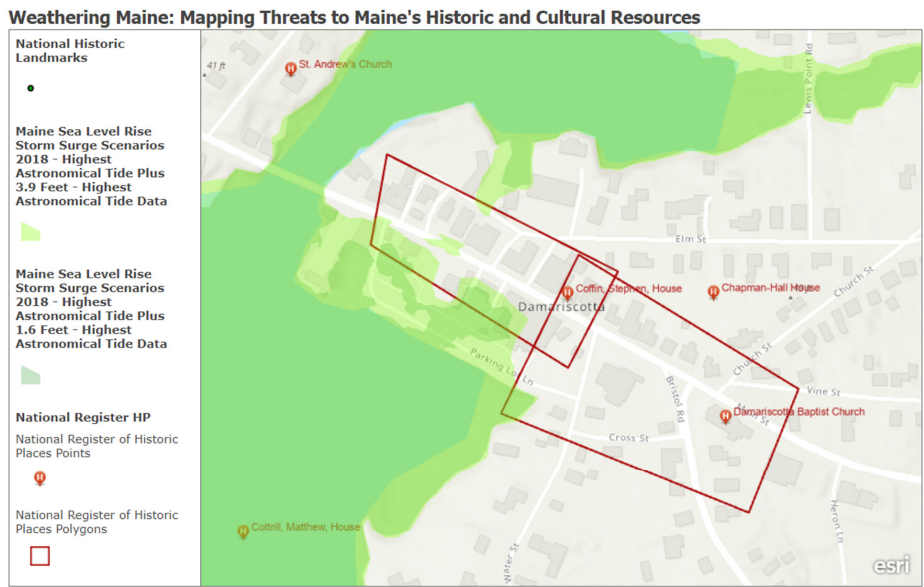 Weathering Maine: Mapping Threats to Maine's Historic and Cultural Resources
National Historic
Landmarks
Maine Sea Level Rise
Storm Surge Scenarios
2018 - Highest
Astronomical Tide Plus
3.9 Feet - Highest
Astronomical Tide Data
Maine Sea Level Rise
Storm Surge Scenarios
2018 - Highest
Astronomical Tide Plus
1.6 Feet - Highest
Astronomical Tide Data
National Register HP
National Register of Historic
Places Points
National Register of Historic
Places Polygons
41 ft
St. Andrew's Church
Lewis Point Rd
Elm St
Church St
Coffin, Stephen, House
Chapman-Hall House
Damariscotta
Parking Lot Ln
Church St
Bristol Rd
Vine St
Damariscotta Baptist Church
Cross St
Heron Ln
Cottrill, Matthew, House
Water St
esri